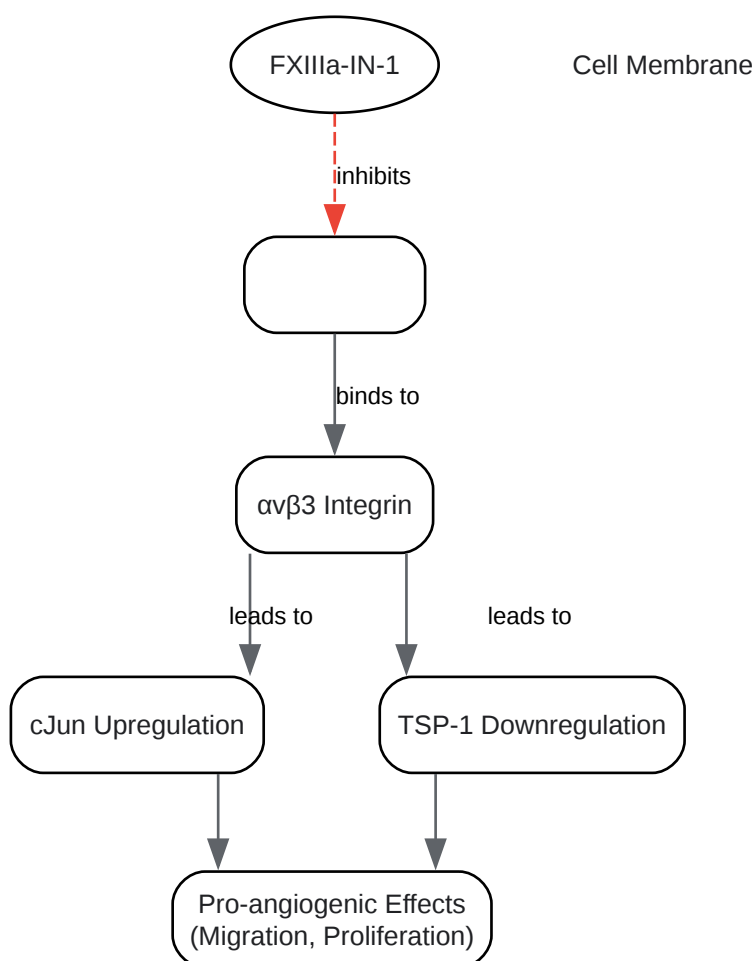 FXIIIa-IN-1
Cell Membrane
inhibits
binds to
αvβ3 Integrin
leads to
leads to
cJun Upregulation
TSP-1 Downregulation
Pro-angiogenic Effects
(Migration, Proliferation)